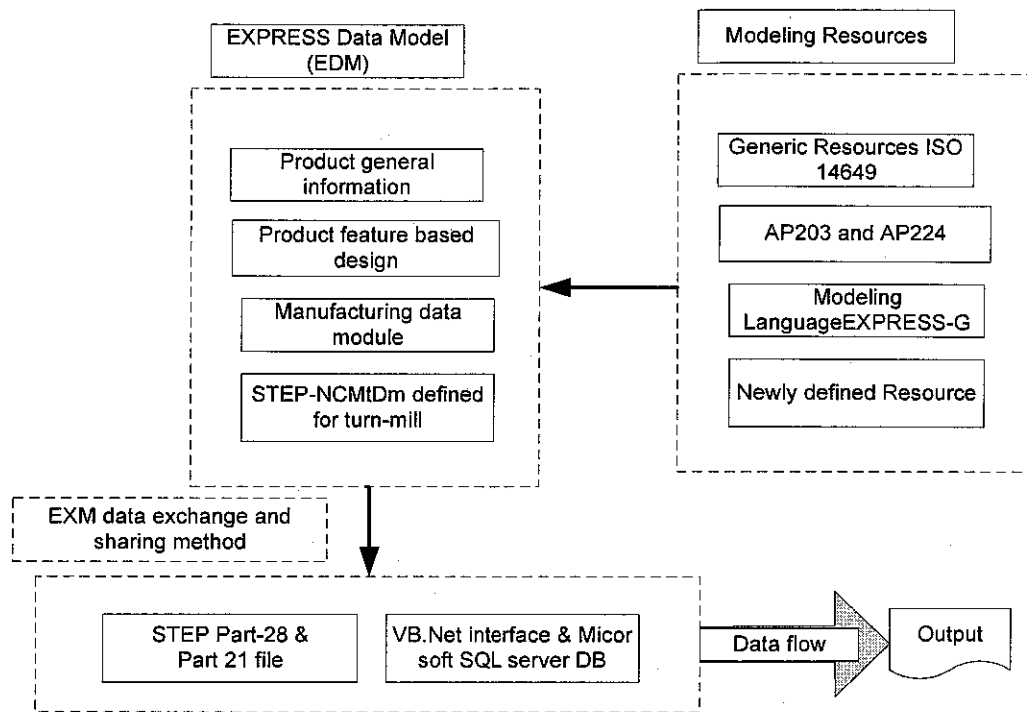 EXPRESS Data Model
(EDM)
Modeling Resources
Product general
information
Product feature based
design
Manufacturing data
module
STEP-NCMtDm defined
for turn-mill
Generic Resources ISO
14649
AP203 and AP224
Modeling
LanguageEXPRESS-G
Newly defined Resource
EXM data exchange and
sharing method
STEP Part-28 &
Part 21 file
VB.Net interface & Micor
soft SQL server DB
Data flow
Output